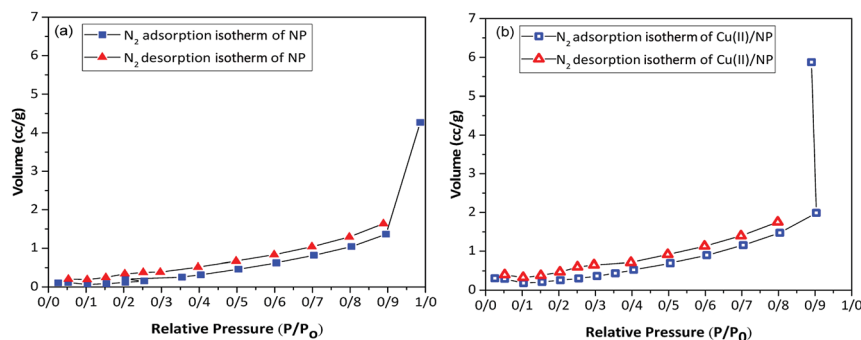 (a)
N₂ adsorption isotherm of NP
N₂ desorption isotherm of NP
Volume (cc/g)
7
6
5
4
3
2
1
0
0/0 0/1 0/2 0/3 0/4 0/5 0/6 0/7 0/8 0/9 1/0
Relative Pressure (P/Po)
(b)
N₂ adsorption isotherm of Cu(II)/NP
N₂ desorption isotherm of Cu(II)/NP
Volume (cc/g)
7
6
5
4
3
2
1
0
0/0 0/1 0/2 0/3 0/4 0/5 0/6 0/7 0/8 0/9 1/0
Relative Pressure (P/P₀)